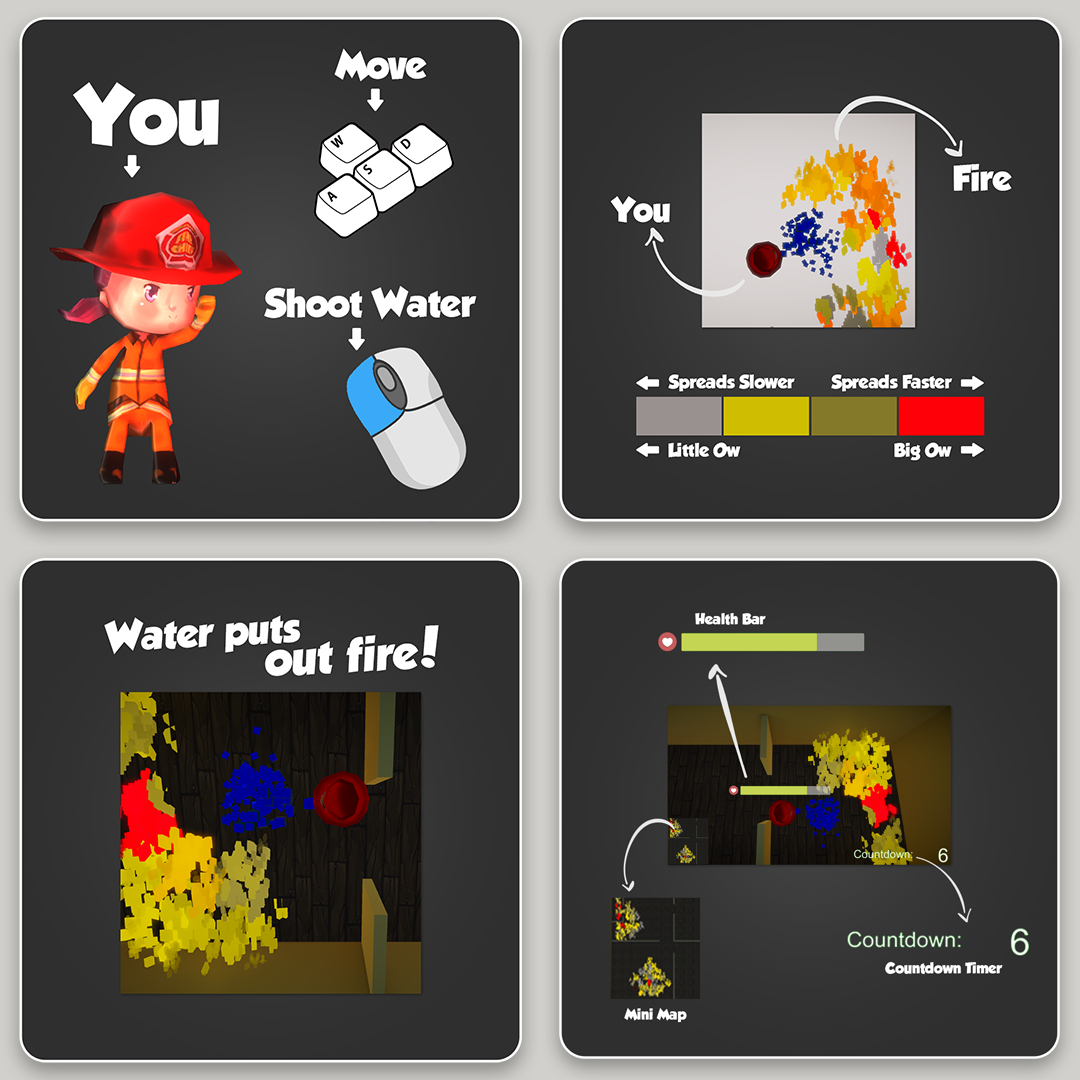 You
Move
W
D
S
A
Shoot Water
Fire
You
Spreads Slower
Spreads Faster
Little Ow
Big Ow
Water puts
out fire!
Health Bar
Countdown: 6
Countdown: 6
Countdown Timer
Mini Map